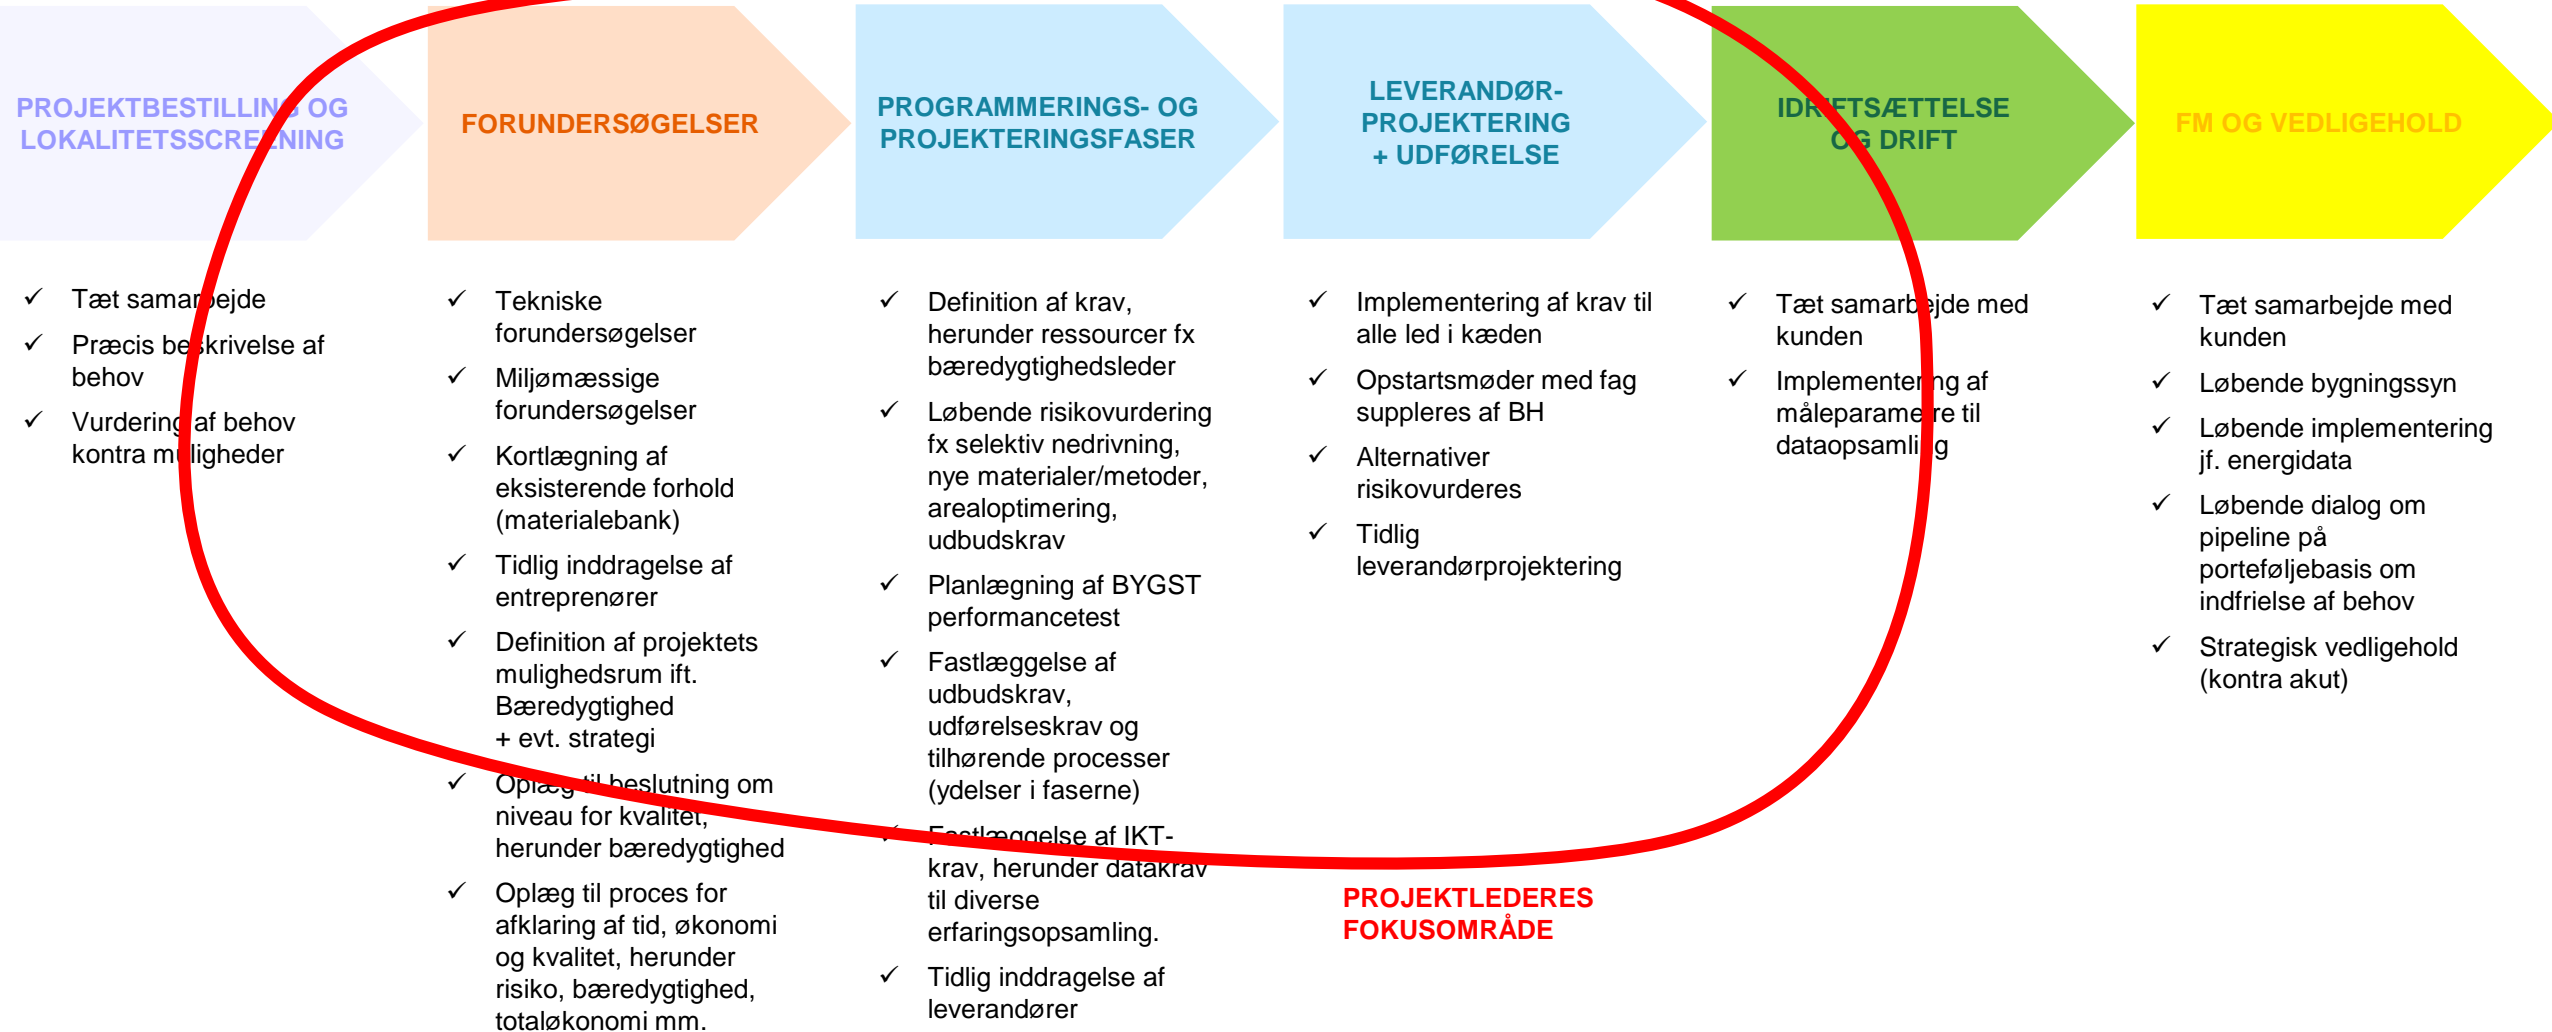 PROJEKTBESTILLING OG
LOKALITETSSCREENING
FORUNDERSØGELSER
PROGRAMMERINGS- OG
PROJEKTERINGSFASER
LEVERANDØR-
PROJEKTERING
+ UDFØRELSE
IDRIFTSÆTTELSE
OG DRIFT
FM OG VEDLIGEHOLD
✓ Tæt samarbejde
✓ Præcis beskrivelse af
behov
✓ Vurdering af behov
kontra muligheder
✓ Tekniske
forundersøgelser
✓ Miljømæssige
forundersøgelser
✓ Kortlægning af
eksisterende forhold
(materialebank)
✓ Tidlig inddragelse af
entreprenører
✓ Definition af projektets
mulighedsrum ift.
Bæredygtighed
+ evt. strategi
✓ Oplæg til beslutning om
niveau for kvalitet,
herunder bæredygtighed
✓ Oplæg til proces for
afklaring af tid, økonomi
og kvalitet, herunder
risiko, bæredygtighed,
totaløkonomi mm.
✓ Definition af krav,
herunder ressourcer fx
bæredygtighedsleder
✓ Løbende risikovurdering
fx selektiv nedrivning,
nye materialer/metoder,
arealoptimering,
udbudskrav
✓ Planlægning af BYGST
performancetest
✓ Fastlæggelse af
udbudskrav,
udførelseskrav og
tilhørende processer
(ydelser i faserne)
✓ Fastlæggelse af IKT-
krav, herunder datakrav
til diverse
erfaringsopsamling.
✓ Tidlig inddragelse af
leverandører
✓ Implementering af krav til
alle led i kæden
✓ Opstartsmøder med fag
suppleres af BH
✓ Alternativer
risikovurderes
✓ Tidlig
leverandørprojektering
PROJEKTLEDERES
FOKUSOMRÅDE
✓ Tæt samarbejde med
kunden
✓ Implementering af
måleparametre til
dataopsamling
✓ Tæt samarbejde med
kunden
✓ Løbende bygningssyn
✓ Løbende implementering
jf. energidata
✓ Løbende dialog om
pipeline på
porteføljebasis om
indfrielse af behov
✓ Strategisk vedligehold
(kontra akut)